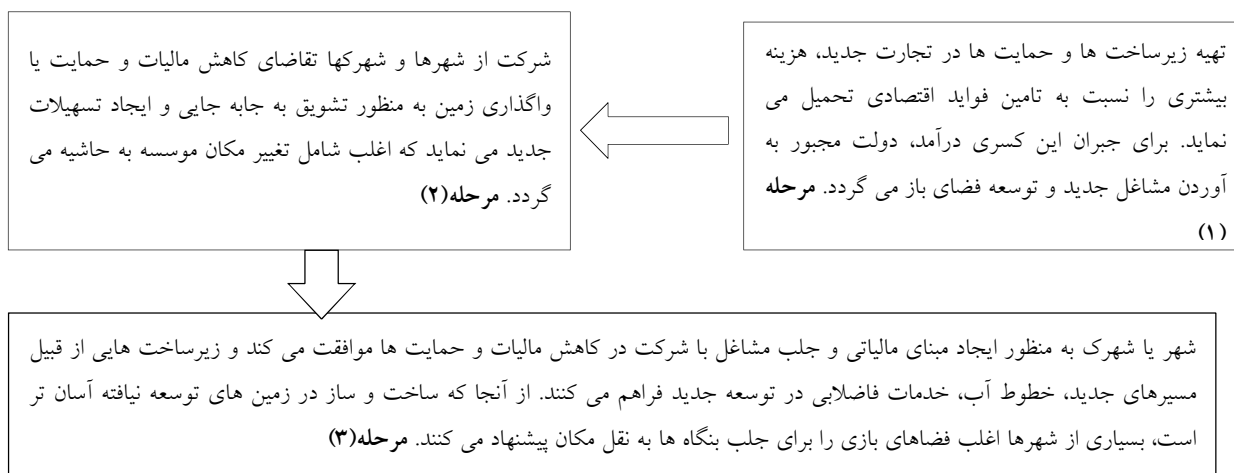 تهیه زیرساخت ها و حمایت ها در تجارت جدید، هزینه
بیشتری را نسبت به تامین فواید اقتصادی تحمیل می
نماید. برای جبران این کسری درآمد، دولت مجبور به
آوردن مشاغل جدید و توسعه فضای باز می گردد. مرحله
(۱)
شرکت از شهرها و شهرکها تقاضای کاهش مالیات و حمایت یا
واگذاری زمین به منظور تشویق به جابه جایی و ایجاد تسهیلات
جدید می نماید که اغلب شامل تغییر مکان موسسه به حاشیه می
گردد. مرحله(۲)
شهر یا شهرک به منظور ایجاد مبنای مالیاتی و جلب مشاغل با شرکت در کاهش مالیات و حمایت ها موافقت می کند و زیرساخت هایی از قبیل
مسیرهای جدید، خطوط آب، خدمات فاضلابی در توسعه جدید فراهم می کنند. از آنجا که ساخت و ساز در زمین های توسعه نیافته آسان تر
است، بسیاری از شهرها اغلب فضاهای بازی را برای جلب بنگاه ها به نقل مکان پیشنهاد می کنند. مرحله(۳)